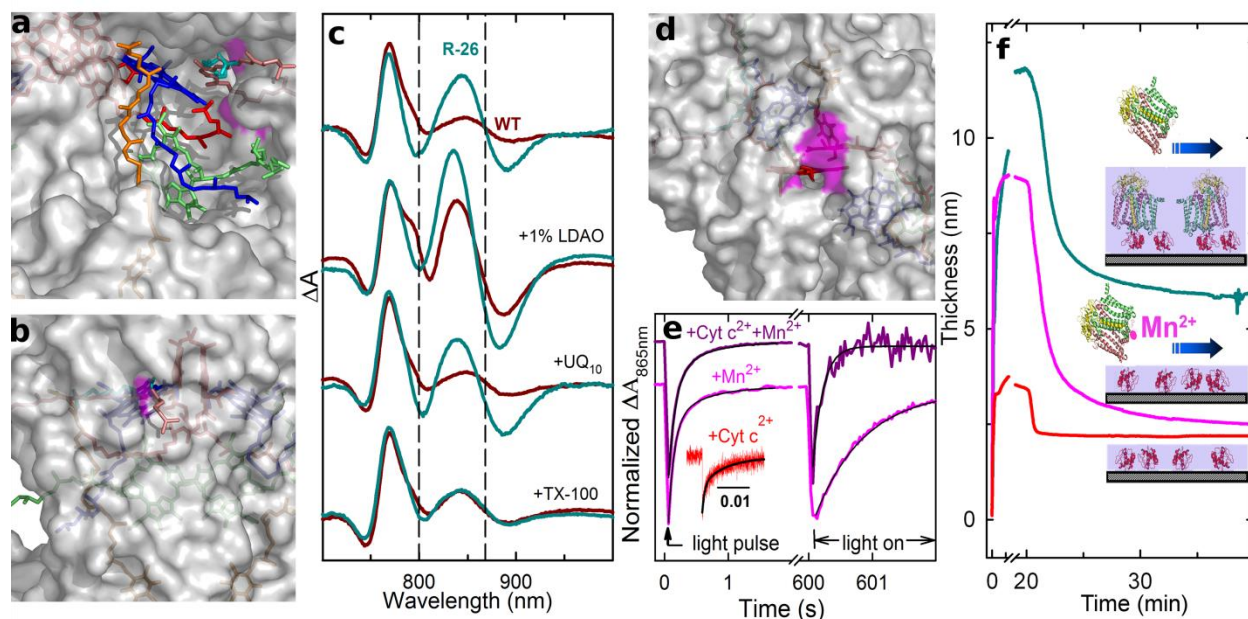 a
b
c
R-26
WT
+1% LDAO
+UQ10
+TX-100
ΔA
800
900
Wavelength (nm)
d
e
+Cyt c2++Mn2+
+Mn2+
+Cyt c2+
0.01
light pulse
light on
Normalized ΔA865nm
0
1
600
601
Time (s)
f
Mn2+
10
5
0
Thickness (nm)
0
20
30
Time (min)